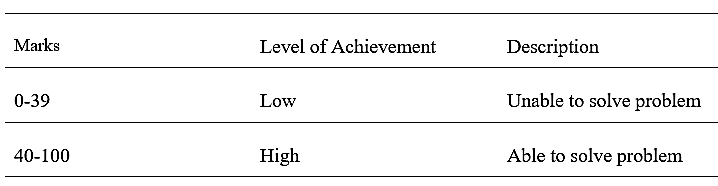 Marks Level of Achievement Description
0-39 Low Unable to solve problem
40-100 High Able to solve problem